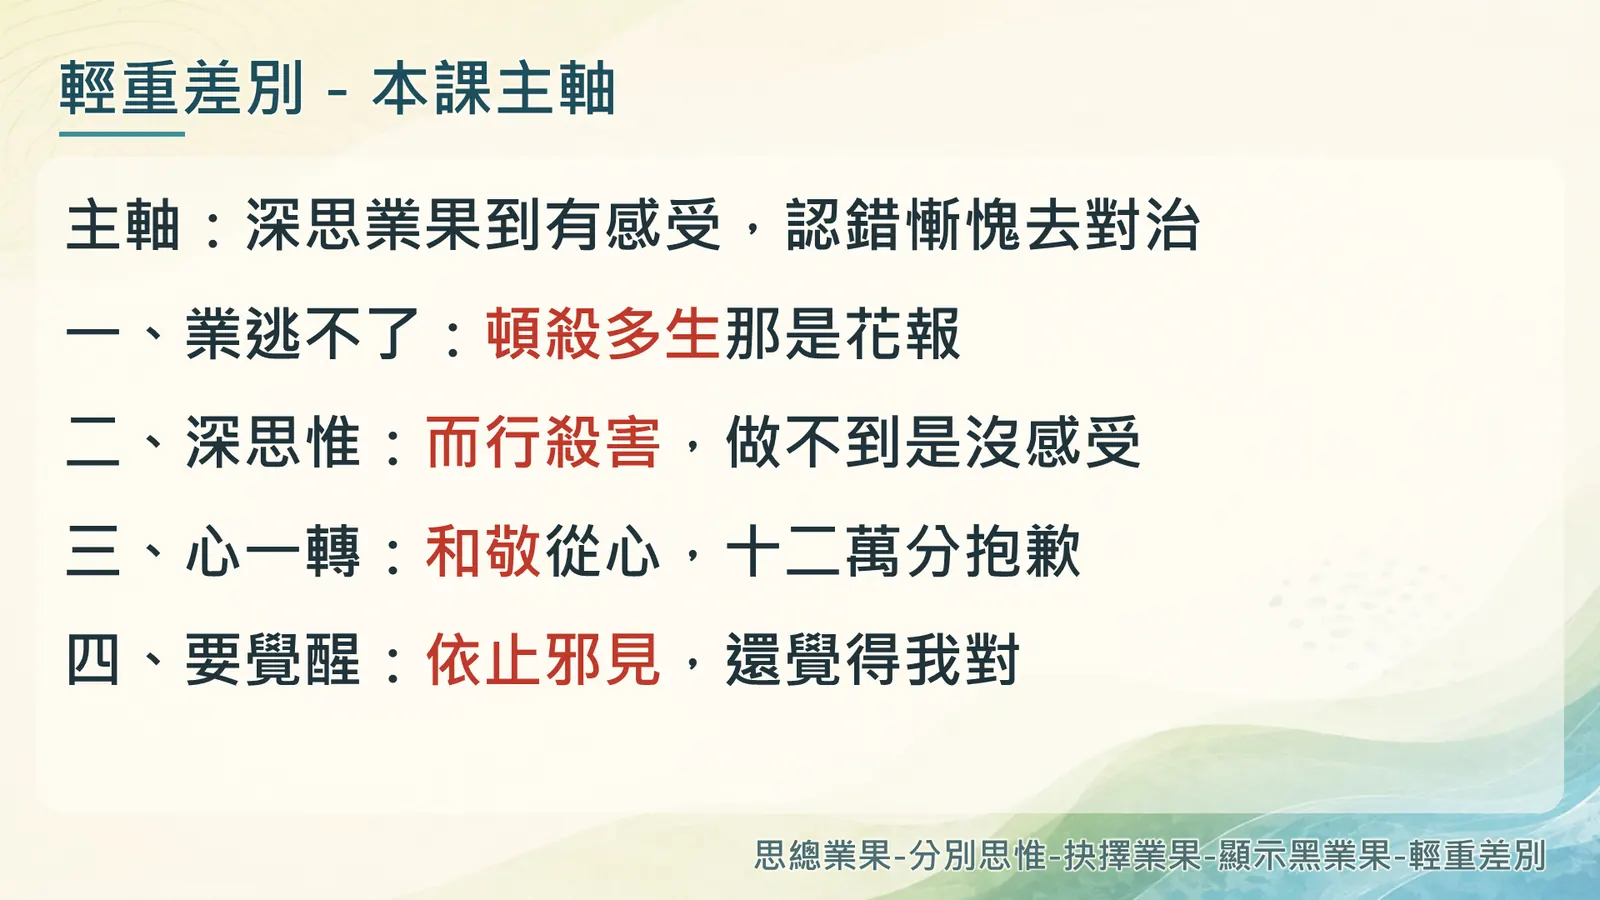 輕重差別 - 本課主軸
主軸：深思業果到有感受，認錯慚愧去對治
一、業逃不了：頓殺多生那是花報
二、深思惟：而行殺害，做不到是沒感受
三、心一轉：和敬從心，十二萬分抱歉
四、要覺醒：依止邪見，還覺得我對
思總業果-分別思惟-抉擇業果-顯示黑業果-輕重差別